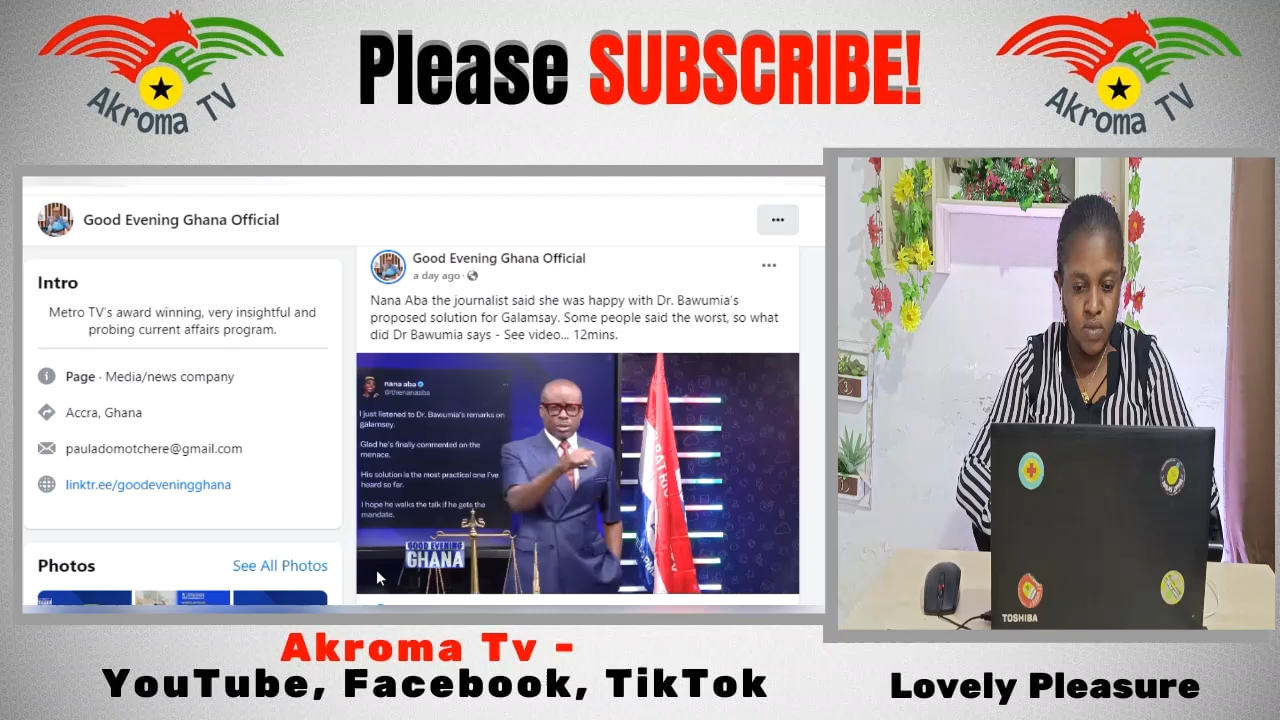 Akroma TV
Please SUBSCRIBE!
Akroma TV
Good Evening Ghana Official
Intro
Metro TV's award winning, very insightful and
probing current affairs program.
Page · Media/news company
Accra, Ghana
pauladomotchere@gmail.com
linktr.ee/goodeveningghana
Photos
See All Photos
Good Evening Ghana Official
a day ago ·
Nana Aba the journalist said she was happy with Dr. Bawumia's
proposed solution for Galamsay. Some people said the worst, so what
did Dr Bawumia says - See video... 12mins.
nana aba
@thenanaaba
I just listened to Dr. Bawumia's remarks on
galamsey.
Glad he's finally commented on the
menace.
His solution is the most practical one I've
heard so far.
I hope he walks the talk if he gets the
mandate.
GOOD EVENING
GHANA
TOSHIBA
Akroma Tv -
YouTube, Facebook, TikTok
Lovely Pleasure